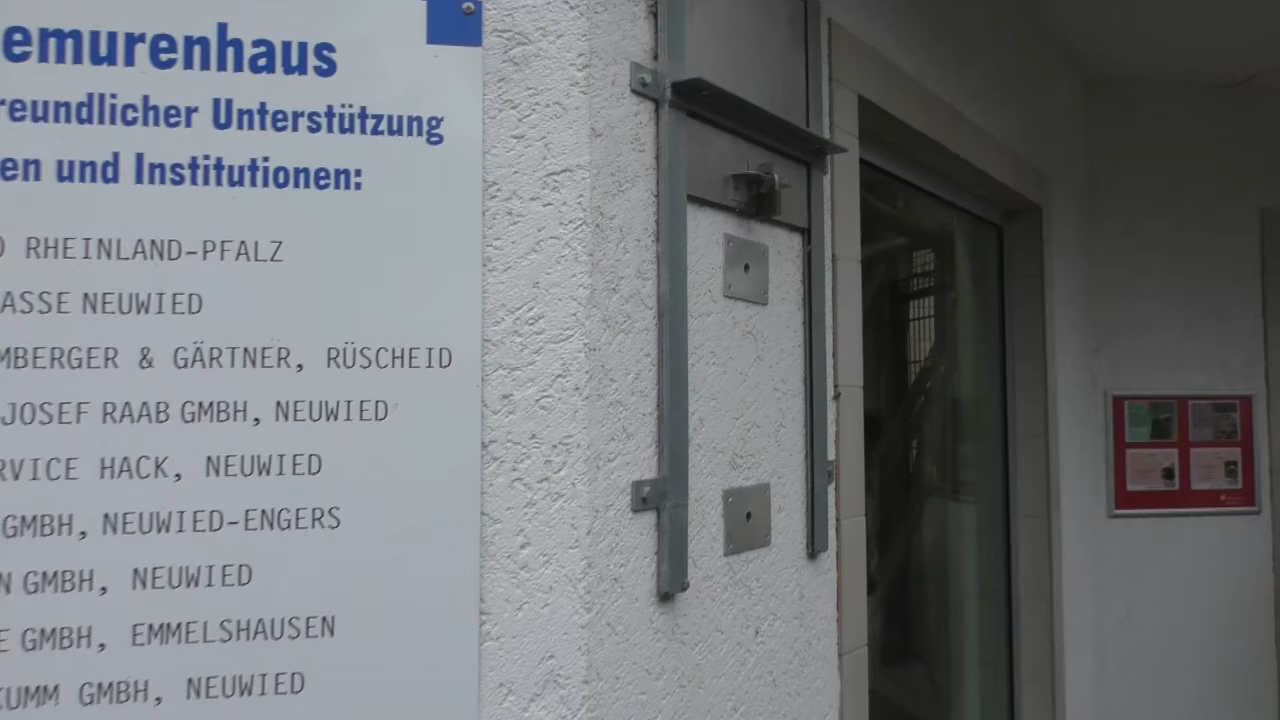 emurenhaus
reundlicher Unterstützung
en und Institutionen:
RHEINLAND-PFALZ
ASSE NEUWIED
MBERGER & GÄRTNER, RÜSCHEID
JOSEF RAAB GMBH, NEUWIED
RVICE HACK, NEUWIED
GMBH, NEUWIED-ENGERS
N GMBH, NEUWIED
E GMBH, EMMELSHAUSEN
KUMM GMBH, NEUWIED